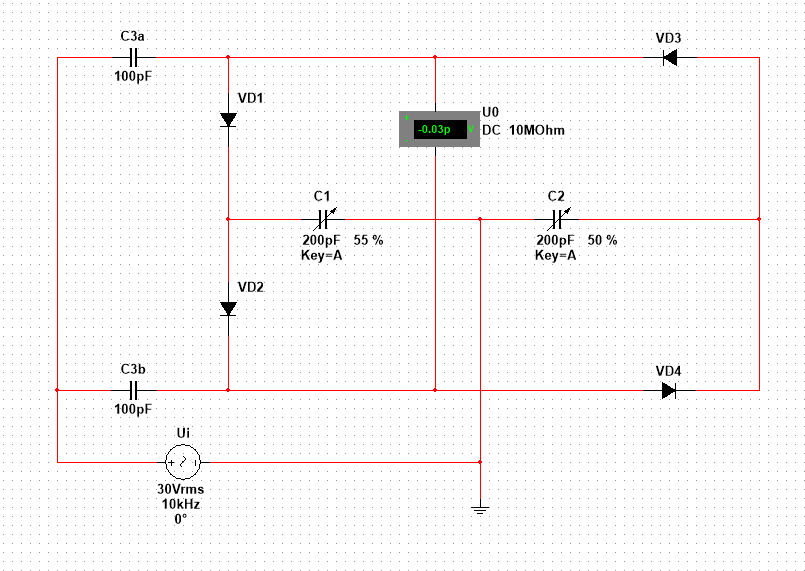 C3a
100pF
VD3
VD1
U0
-0.03p V
DC 10MOhm
C1
200pF 55 %
Key=A
C2
200pF 50 %
Key=A
VD2
C3b
100pF
VD4
Ui
30Vrms
10kHz
0°